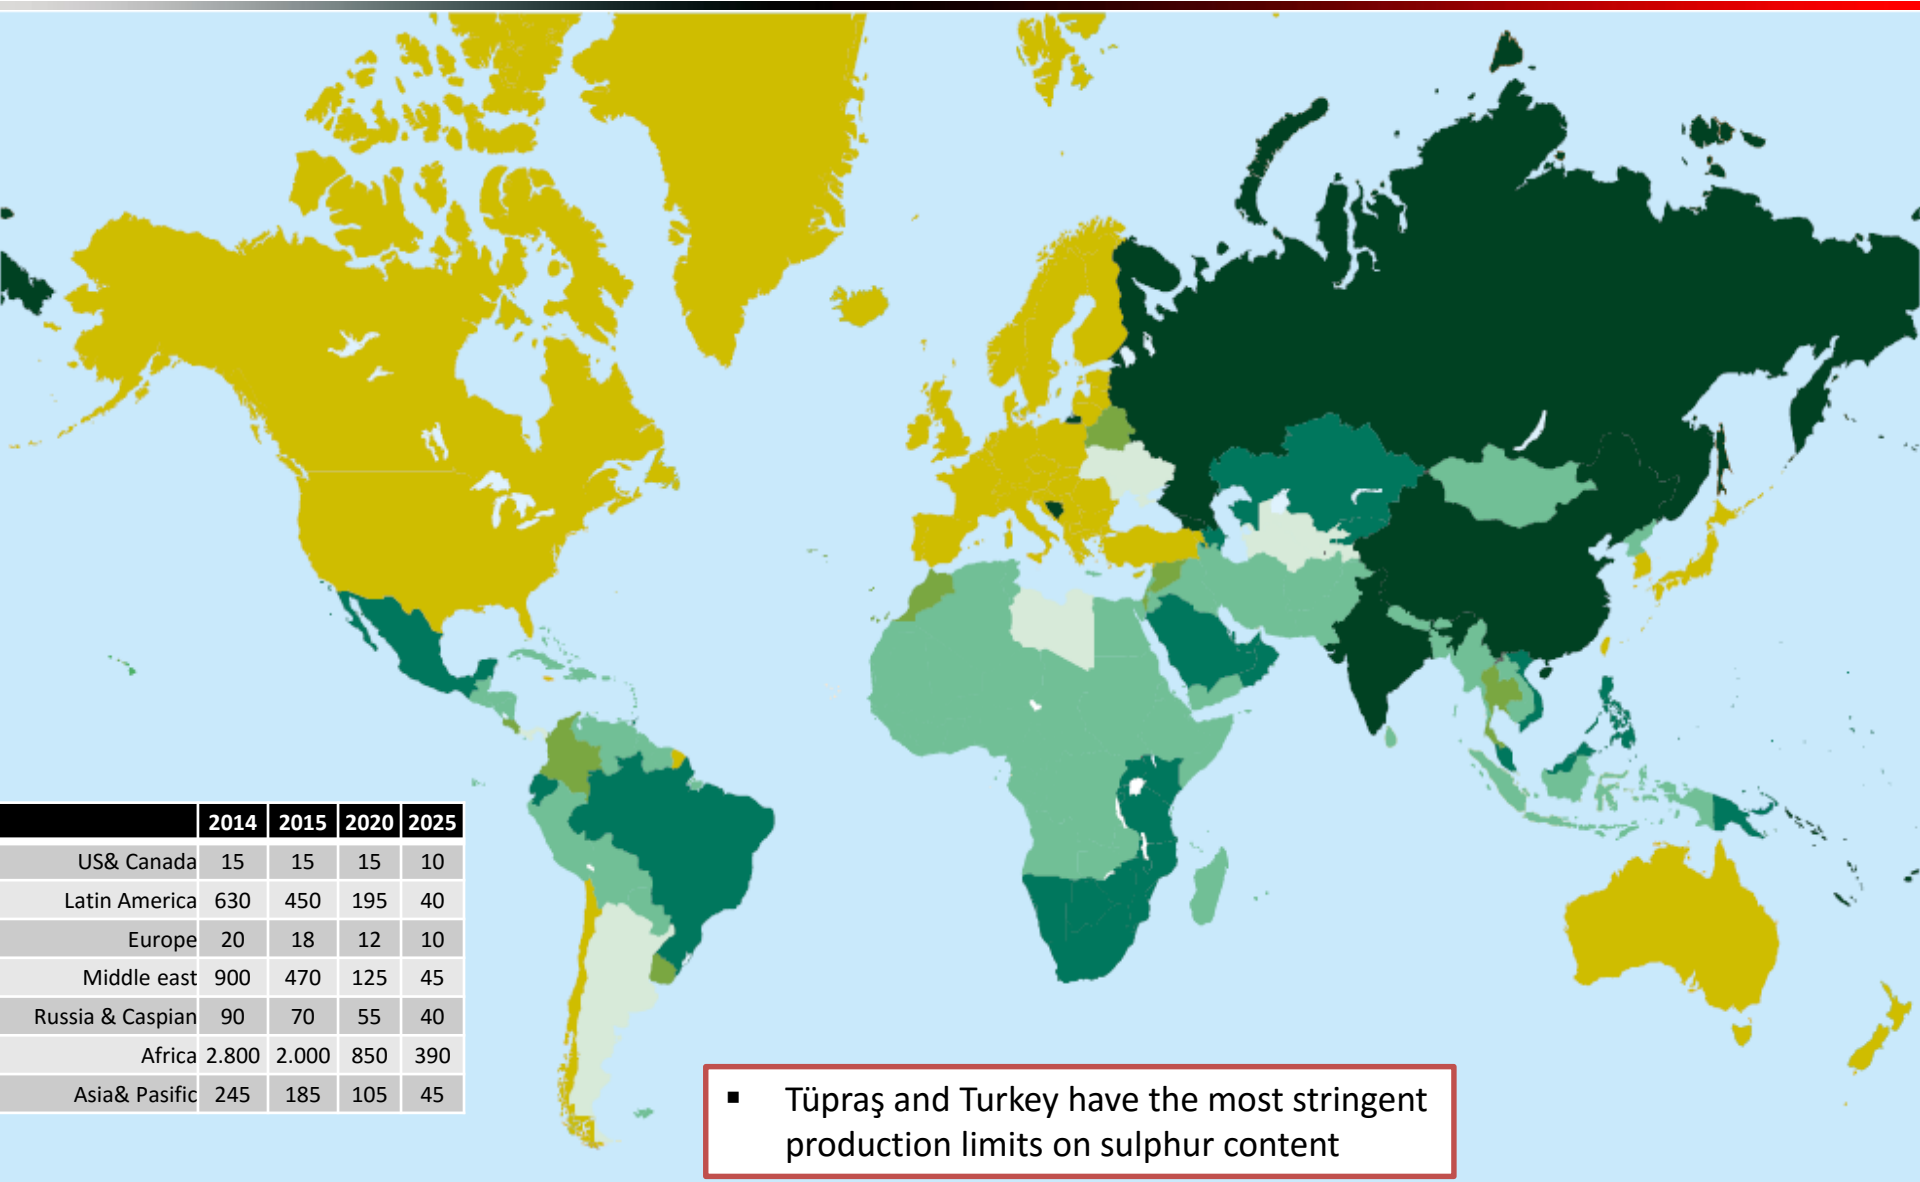 2014 2015 2020 2025
US& Canada 15 15 15 10
Latin America 630 450 195 40
Europe 20 18 12 10
Middle east 900 470 125 45
Russia & Caspian 90 70 55 40
Africa 2.800 2.000 850 390
Asia& Pasific 245 185 105 45
▪ Tüpraş and Turkey have the most stringent
production limits on sulphur content